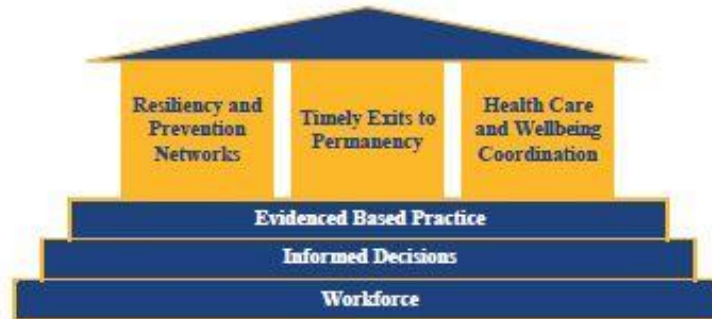 Resiliency and
Prevention
Networks
Timely Exits to
Permanency
Health Care
and Wellbeing
Coordination
Evidenced Based Practice
Informed Decisions
Workforce